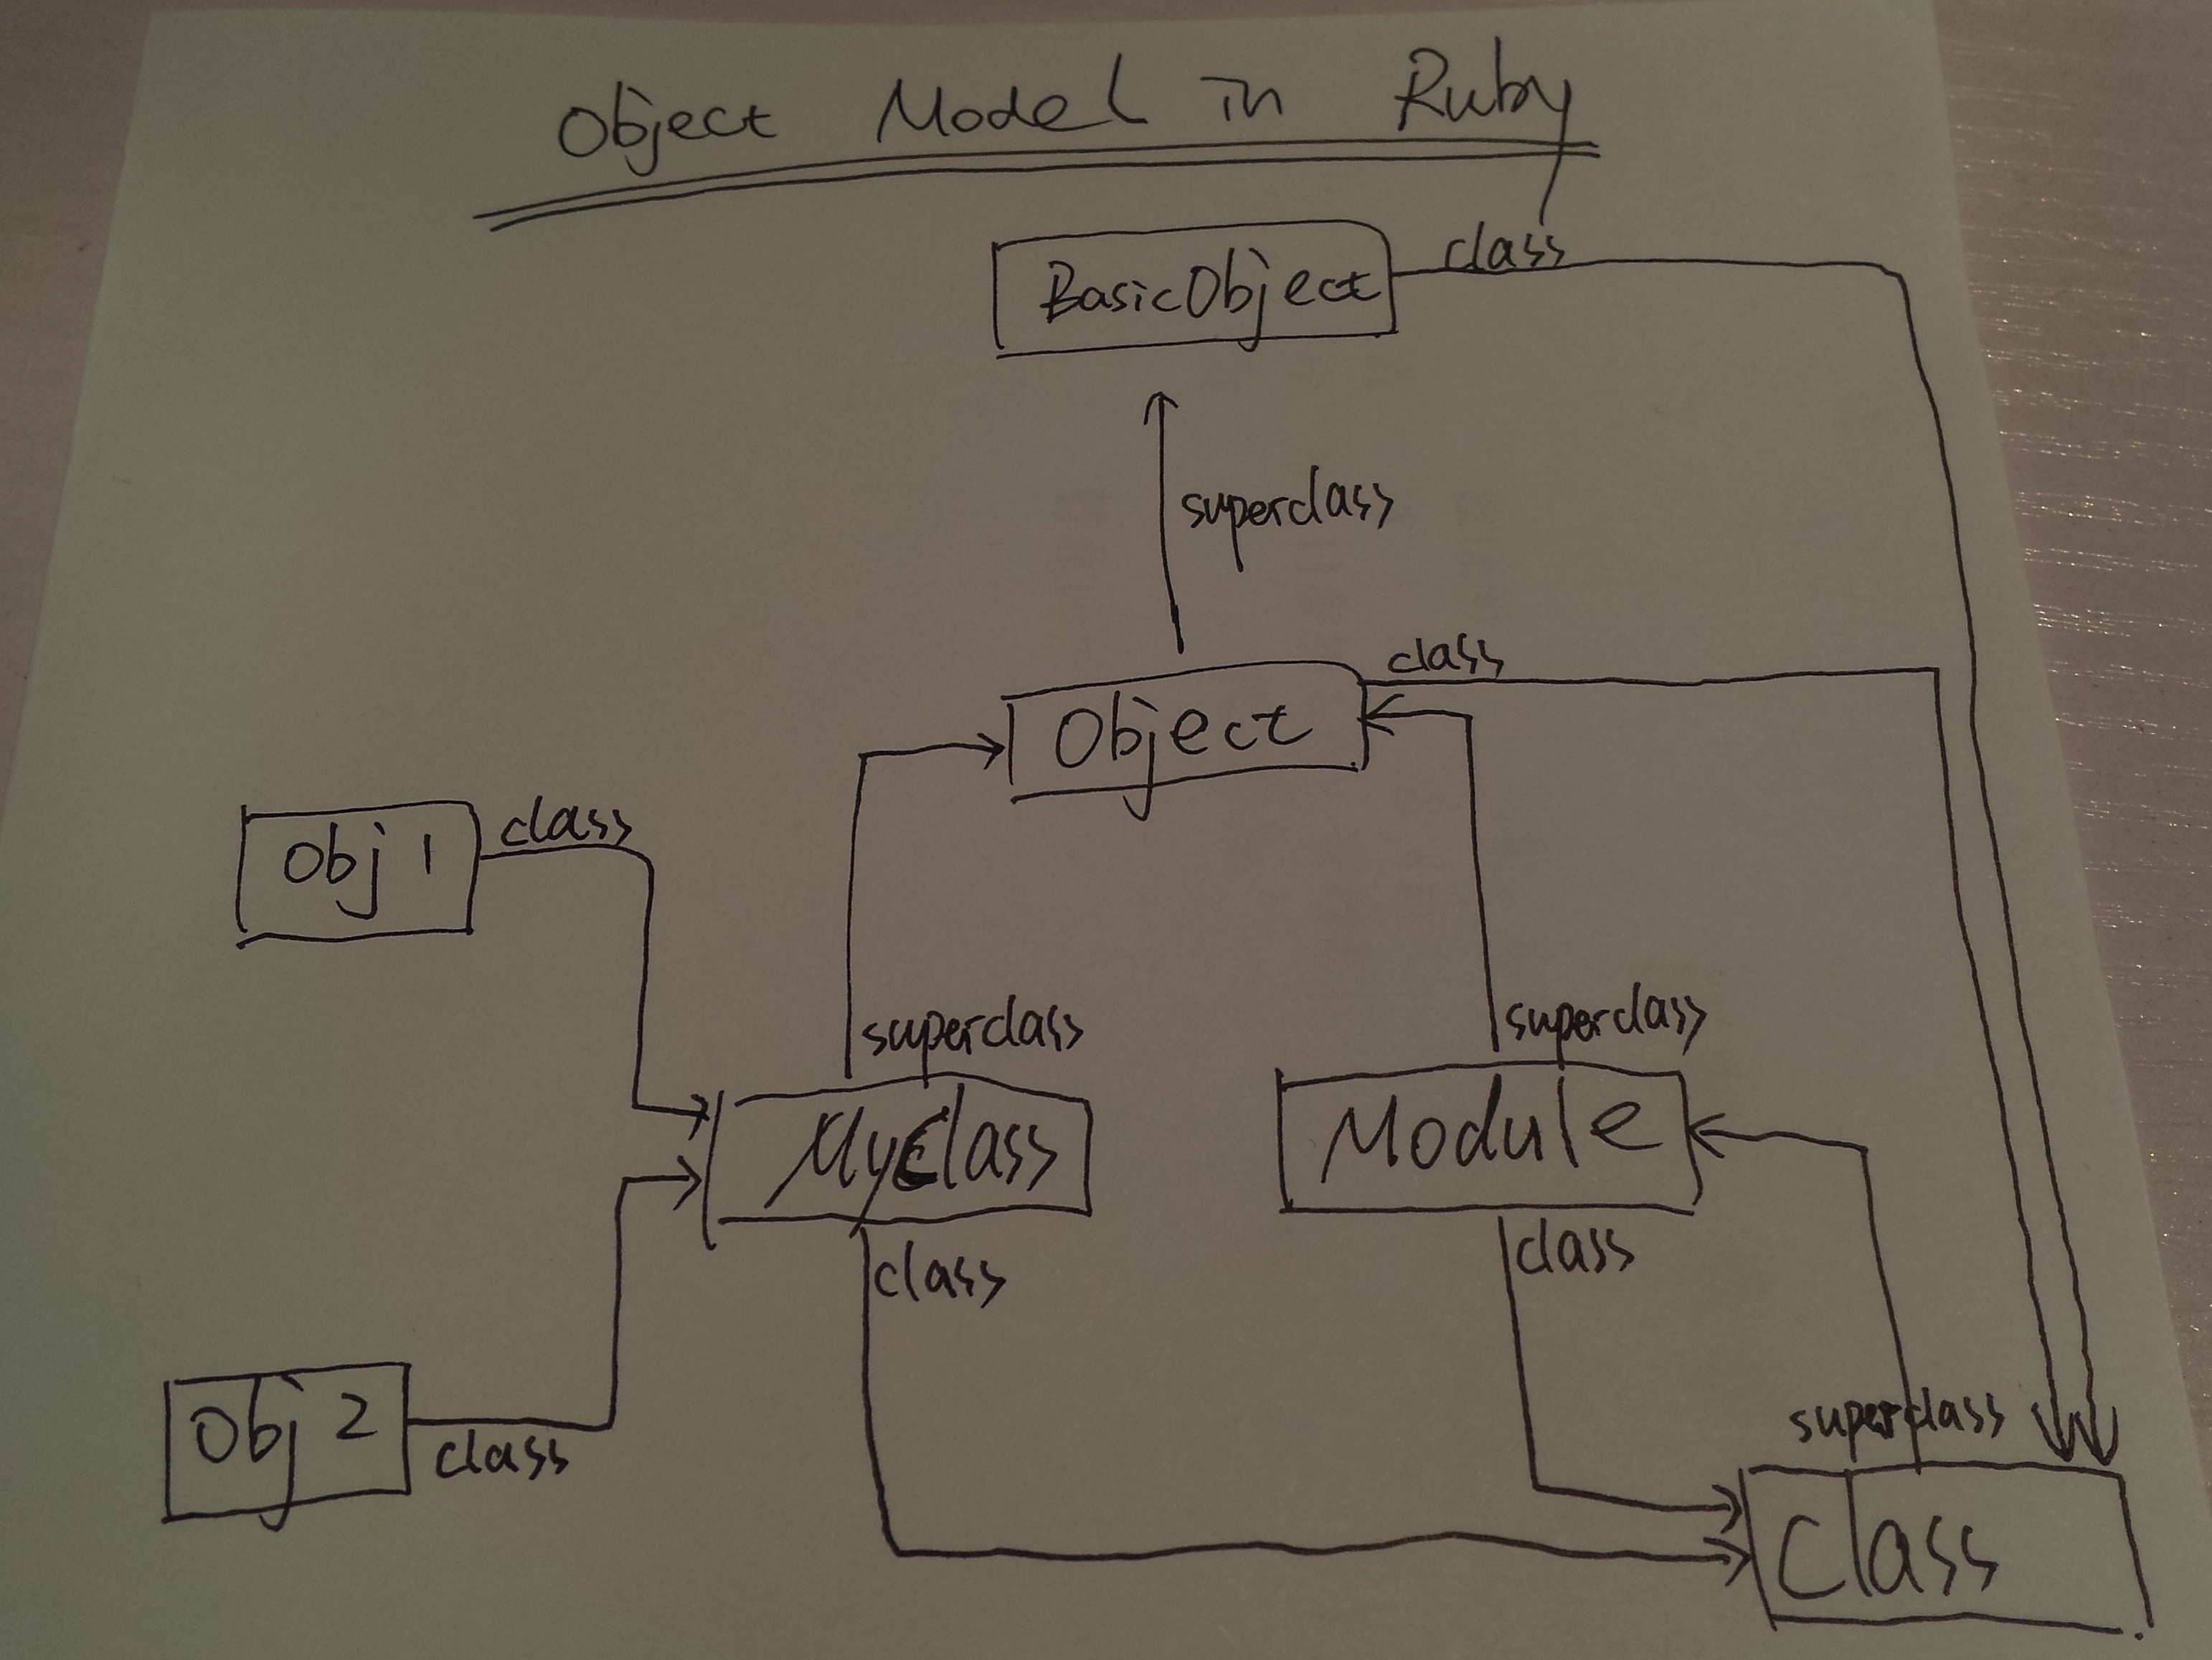 Object Model in Ruby
BasicObject
class
superclass
Object
class
Obj 1
class
superclass
superclass
MyClass
Module
class
class
Obj 2
class
superclass
Class